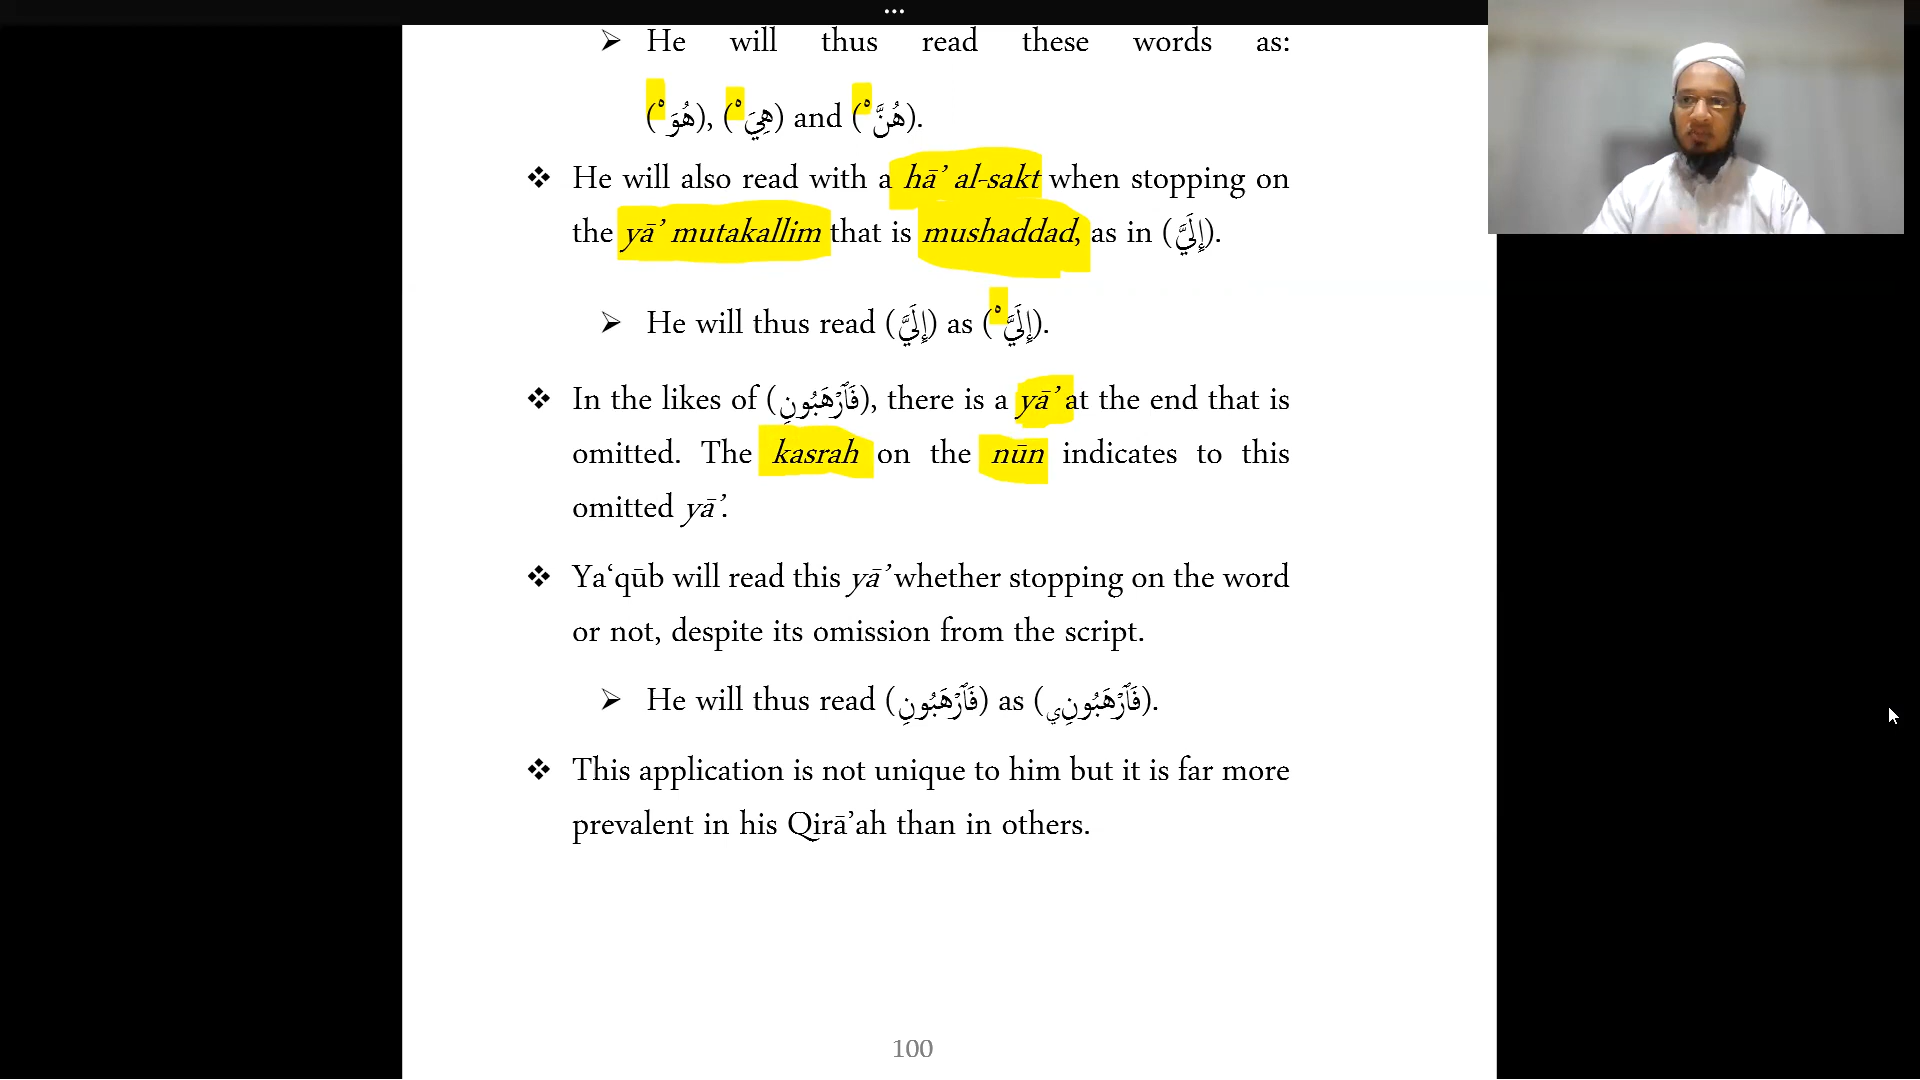 ...
➢ He will thus read these words as:
(هُوَهْ), (هِيَهْ) and (هُنَّهْ).
❖ He will also read with a hā’ al-sakt when stopping on
the yā’ mutakallim that is mushaddad, as in (إِلَيَّ).
➢ He will thus read (إِلَيَّ) as (إِلَيَّهْ).
❖ In the likes of (فَٱرْهَبُونِ), there is a yā’ at the end that is
omitted. The kasrah on the nūn indicates to this
omitted yā’.
❖ Ya‘qūb will read this yā’ whether stopping on the word
or not, despite its omission from the script.
➢ He will thus read (فَٱرْهَبُونِ) as (فَٱرْهَبُونِي).
❖ This application is not unique to him but it is far more
prevalent in his Qirā’ah than in others.
100